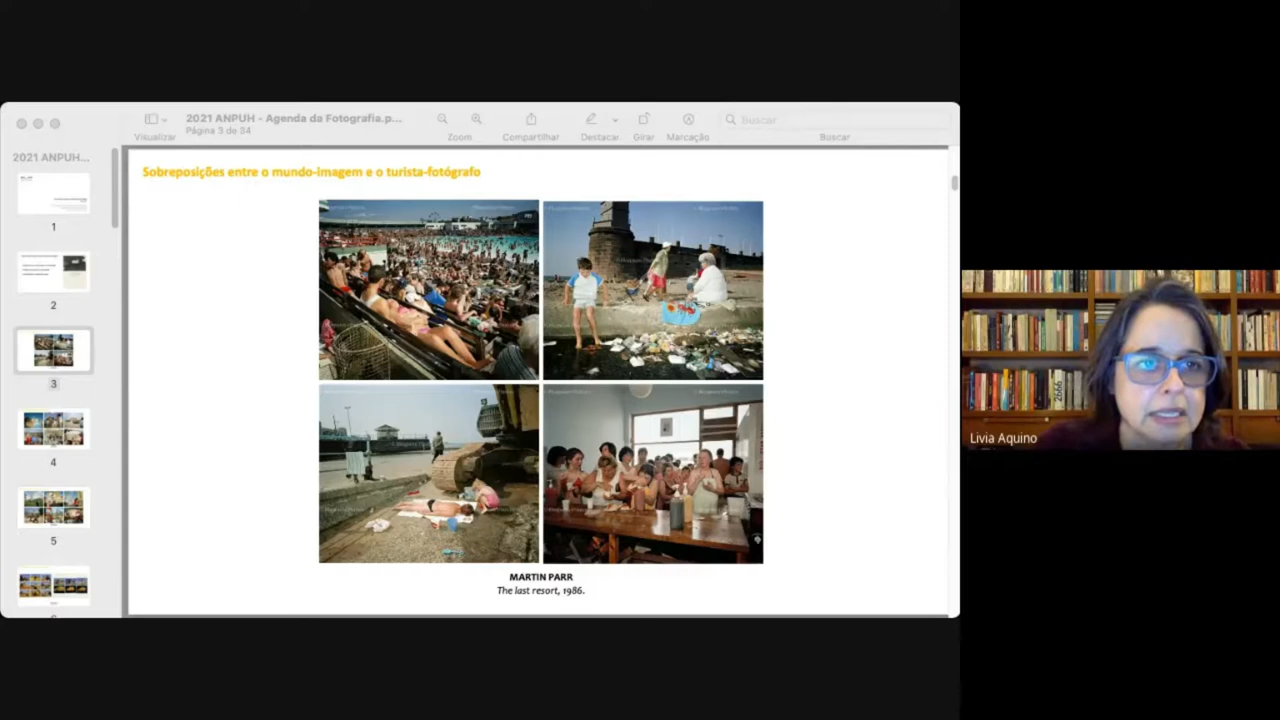 2021 ANPUH - Agenda da Fotografia.p...
Página 3 de 34
Visualizar
Zoom
Compartilhar
Destacar
Girar
Marcação
Buscar
Buscar
2021 ANPUH...
1
2
3
4
5
Sobreposições entre o mundo-imagem e o turista-fotógrafo
MARTIN PARR
The last resort, 1986.
2666
Livia Aquino